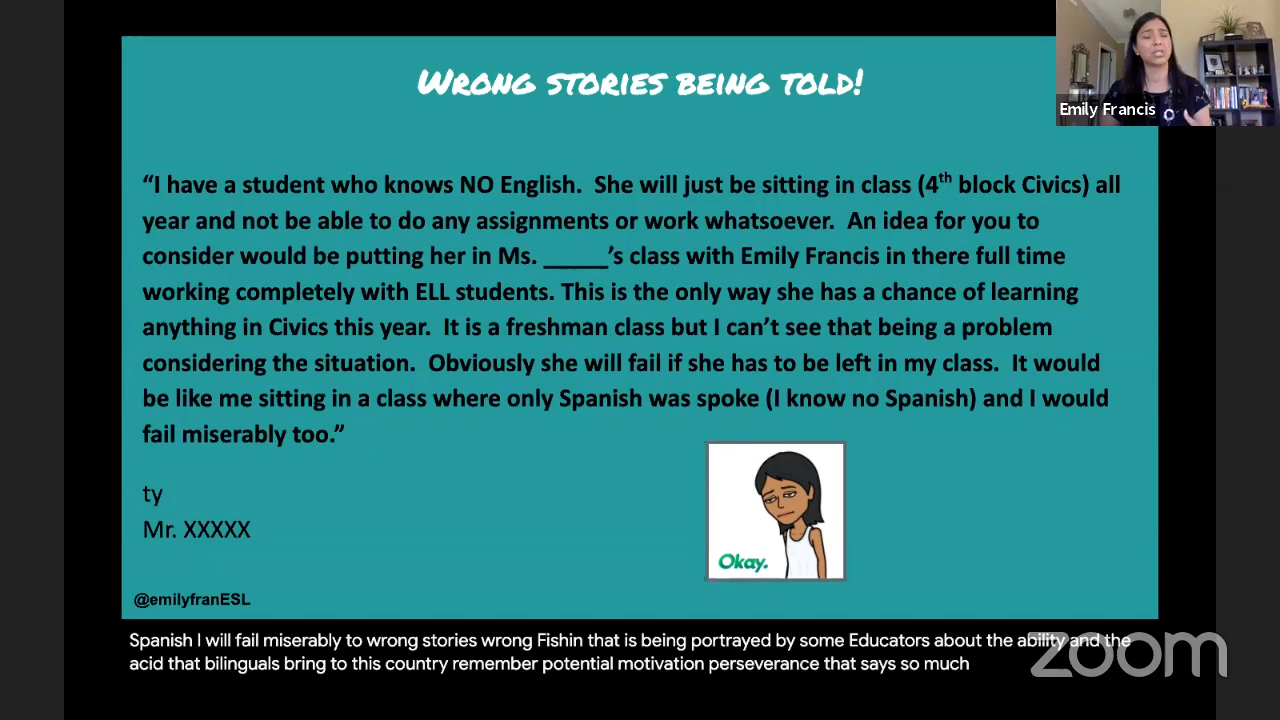 Wrong stories being told!
Emily Francis
“I have a student who knows NO English. She will just be sitting in class (4th block Civics) all
year and not be able to do any assignments or work whatsoever. An idea for you to
consider would be putting her in Ms. _____’s class with Emily Francis in there full time
working completely with ELL students. This is the only way she has a chance of learning
anything in Civics this year. It is a freshman class but I can’t see that being a problem
considering the situation. Obviously she will fail if she has to be left in my class. It would
be like me sitting in a class where only Spanish was spoke (I know no Spanish) and I would
fail miserably too.”
ty
Mr. XXXXX
Okay.
@emilyfranESL
Spanish I will fail miserably to wrong stories wrong Fishin that is being portrayed by some Educators about the ability and the
acid that bilinguals bring to this country remember potential motivation perseverance that says so much
zoom